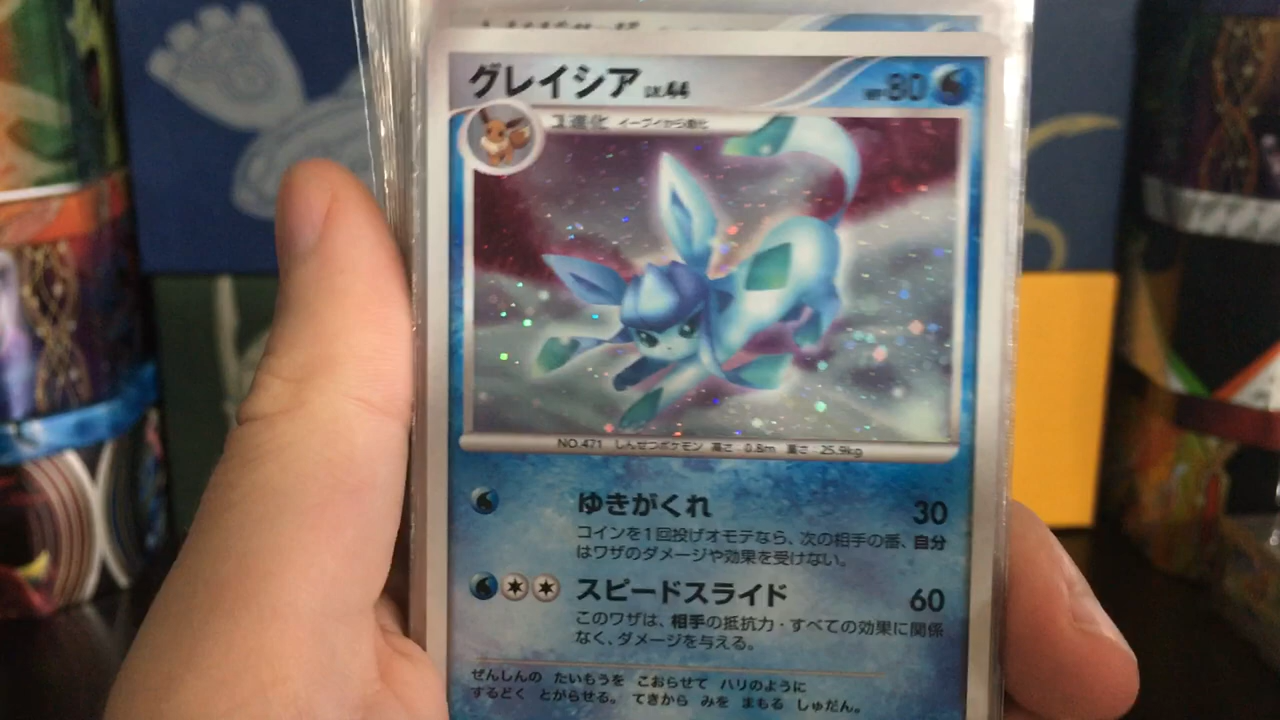 グレイシア LV.44 HP 80
1進化 イーブイから進化
NO.471 しんせつポケモン 高さ:0.8m 重さ:25.9kg
ゆきがくれ 30
コインを1回投げオモテなら、次の相手の番、自分
はワザのダメージや効果を受けない。
スピードスライド 60
このワザは、相手の抵抗力・すべての効果に関係
なく、ダメージを与える。
ぜんしんの たいもうを こおらせて ハリのように
するどく とがらせる。 てきから みを まもる しゅだん。